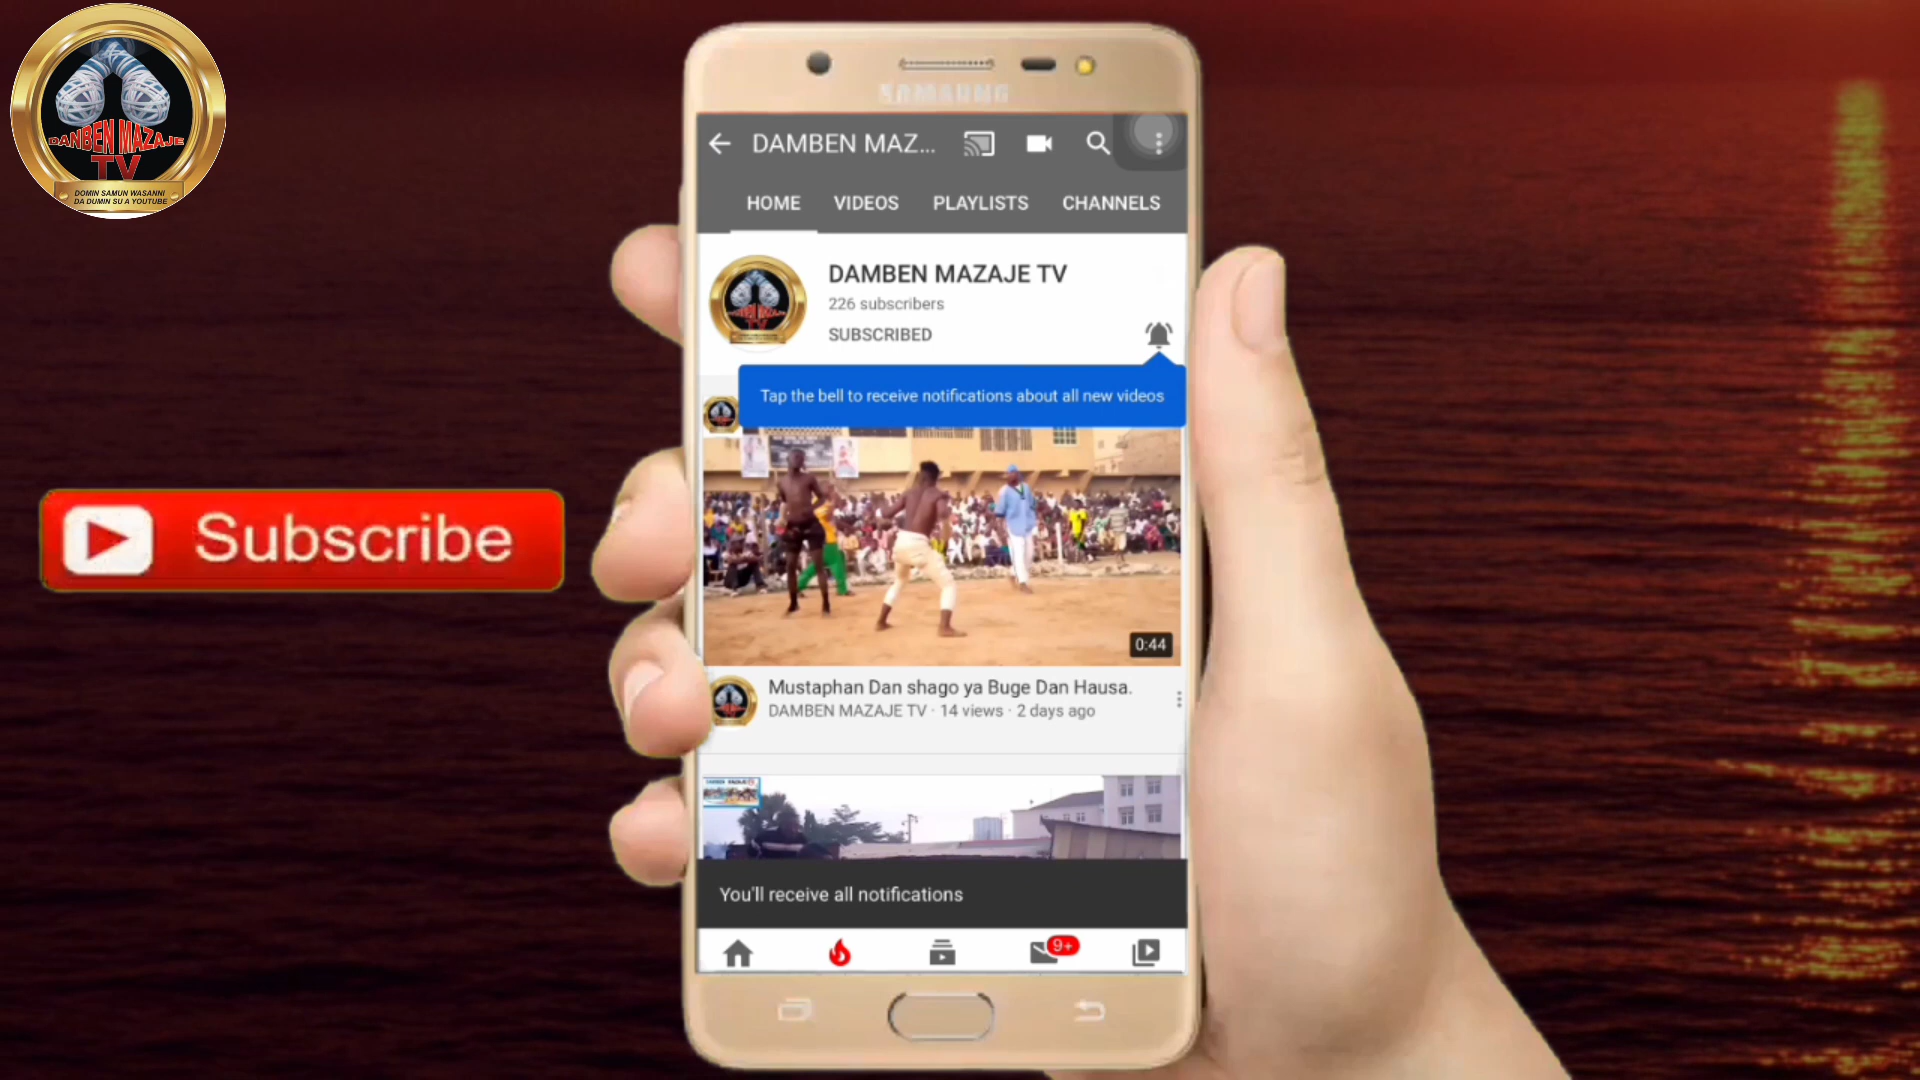 DANBEN MAZAJE
TV
DOMIN SAMUN WASANNI
DA DUMIN SU A YOUTUBE
Subscribe
SAMSUNG
DAMBEN MAZ...
HOME VIDEOS PLAYLISTS CHANNELS
DAMBEN MAZAJE TV
226 subscribers
SUBSCRIBED
Tap the bell to receive notifications about all new videos
0:44
Mustaphan Dan shago ya Buge Dan Hausa.
DAMBEN MAZAJE TV · 14 views · 2 days ago
DAMBEN MAZAJE TV
You'll receive all notifications
9+